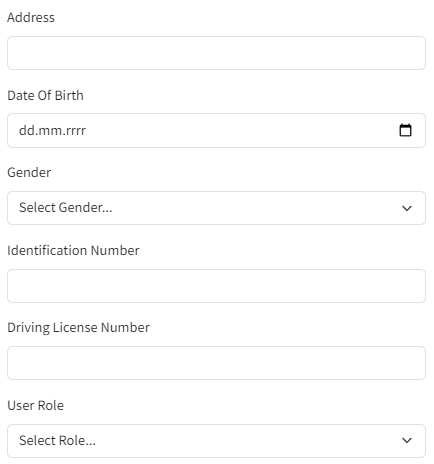 Address
Date Of Birth
dd.mm.rrrr
Gender
Select Gender...
Identification Number
Driving License Number
User Role
Select Role...